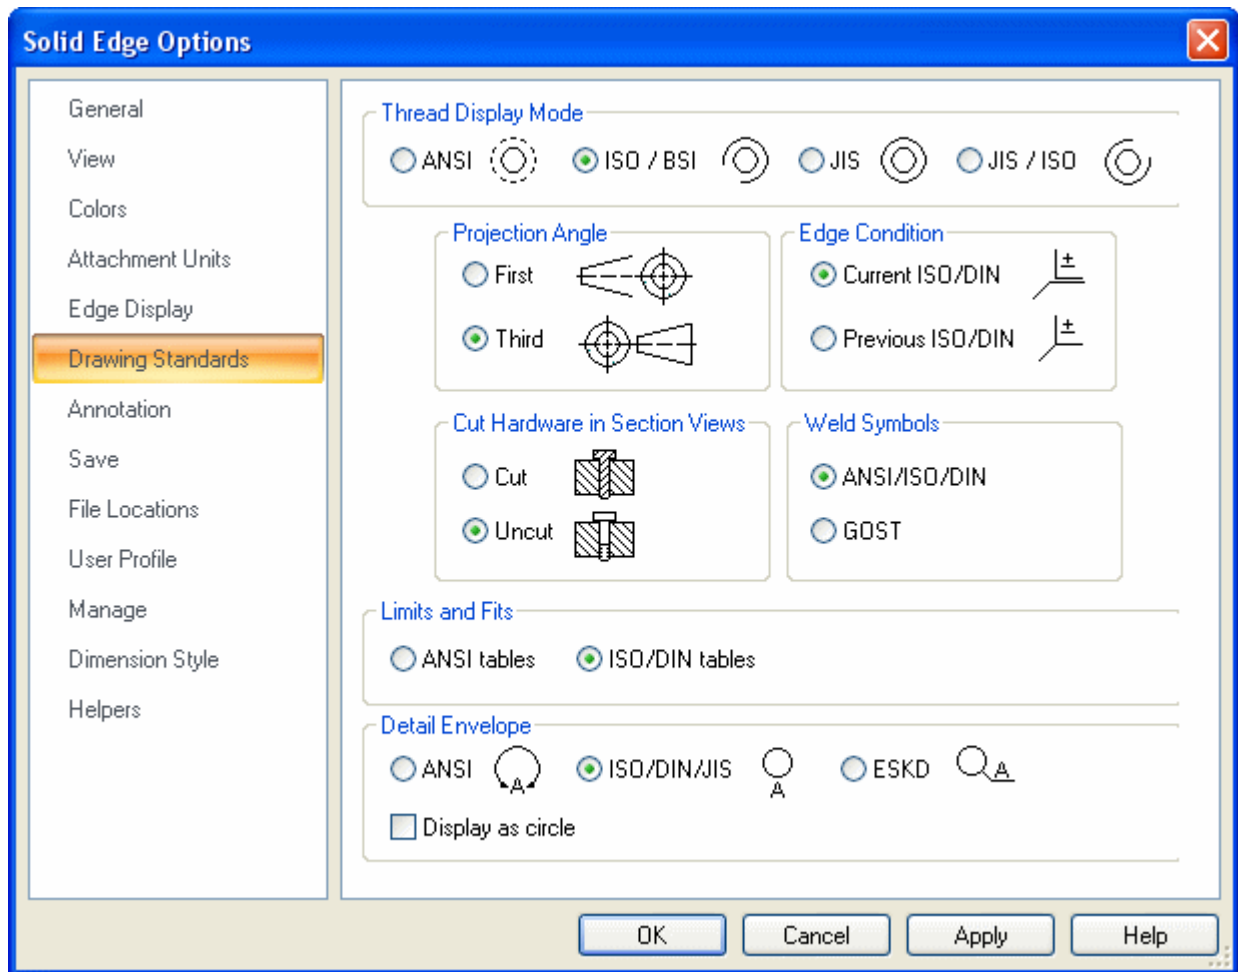 Solid Edge Options
General
View
Colors
Attachment Units
Edge Display
Drawing Standards
Annotation
Save
File Locations
User Profile
Manage
Dimension Style
Helpers
Thread Display Mode
ANSI ISO / BSI JIS JIS / ISO
Projection Angle
First
Third
Edge Condition
Current ISO/DIN ±
Previous ISO/DIN ±
Cut Hardware in Section Views
Cut
Uncut
Weld Symbols
ANSI/ISO/DIN
GOST
Limits and Fits
ANSI tables ISO/DIN tables
Detail Envelope
ANSI A ISO/DIN/JIS A ESKD A
Display as circle
OK Cancel Apply Help